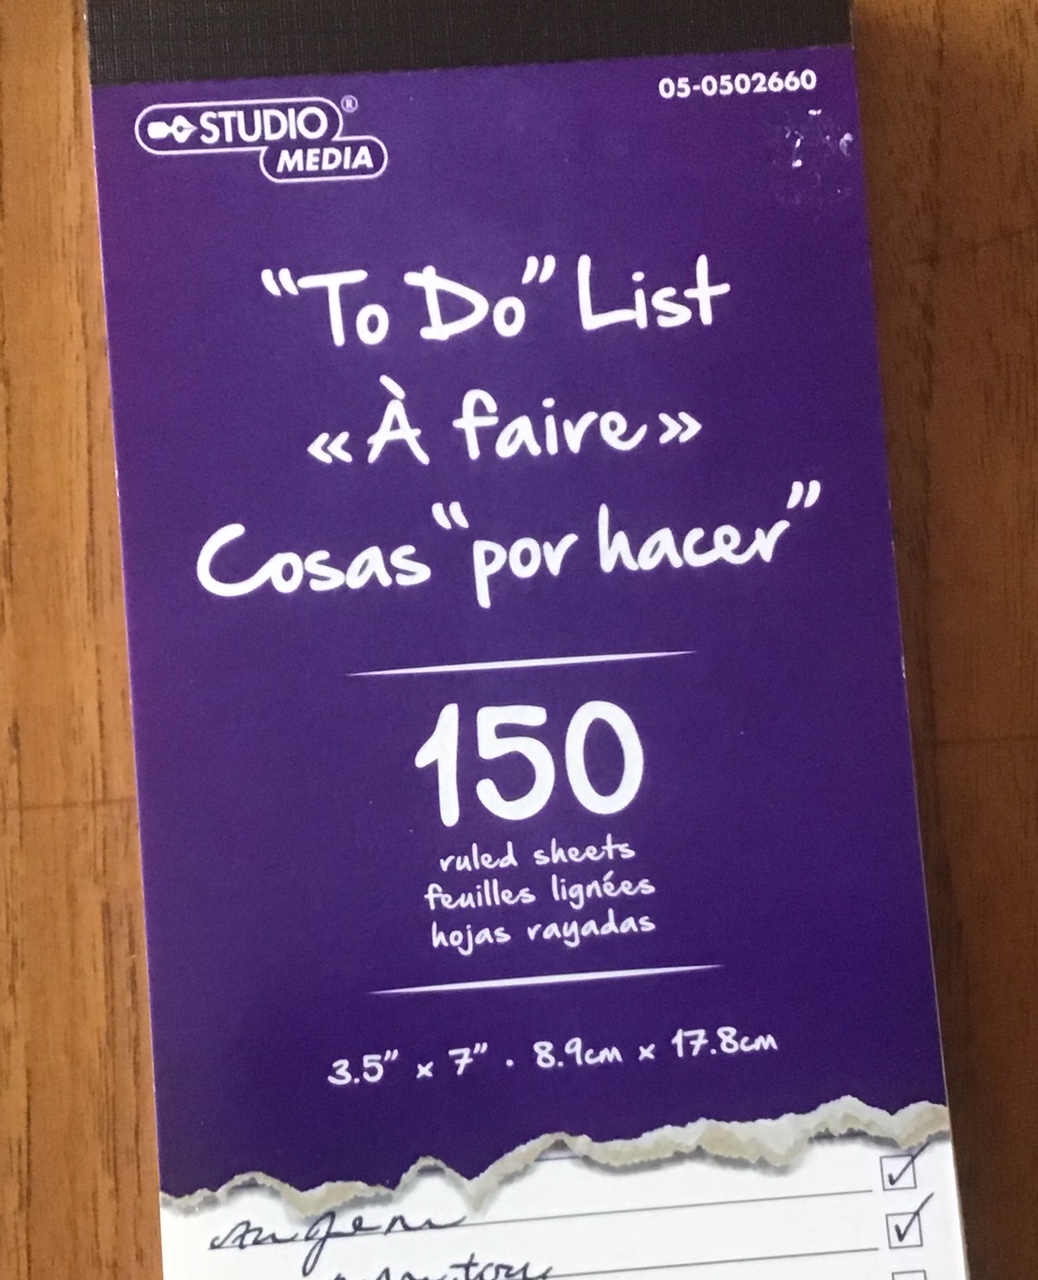 05-0502660
STUDIO®
MEDIA
“To Do” List
«À faire»
Cosas “por hacer”
150
ruled sheets
feuilles lignées
hojas rayadas
3.5” x 7” · 8.9cm x 17.8cm